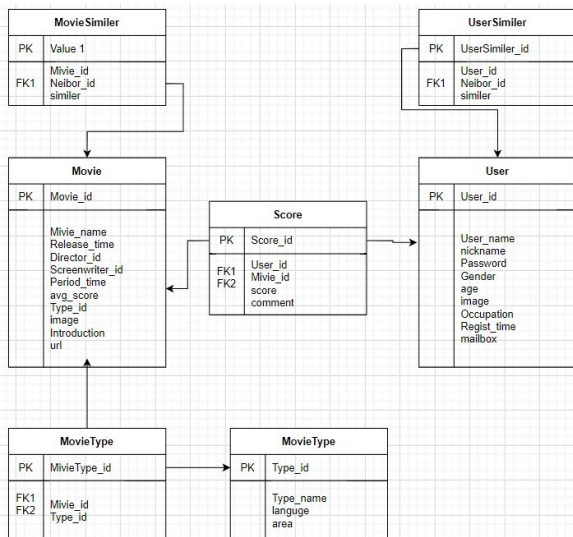 MovieSimiler
PK Value 1
FK1 Mivie_id
Neibor_id
similer
UserSimiler
PK UserSimiler_id
FK1 User_id
Neibor_id
similer
Movie
PK Movie_id
Mivie_name
Release_time
Director_id
Screenwriter_id
Period_time
avg_score
Type_id
image
Introduction
url
Score
PK Score_id
FK1 User_id
FK2 Mivie_id
score
comment
User
PK User_id
User_name
nickname
Password
Gender
age
image
Occupation
Regist_time
mailbox
MovieType
PK MivieType_id
FK1 Mivie_id
FK2 Type_id
MovieType
PK Type_id
Type_name
languge
area